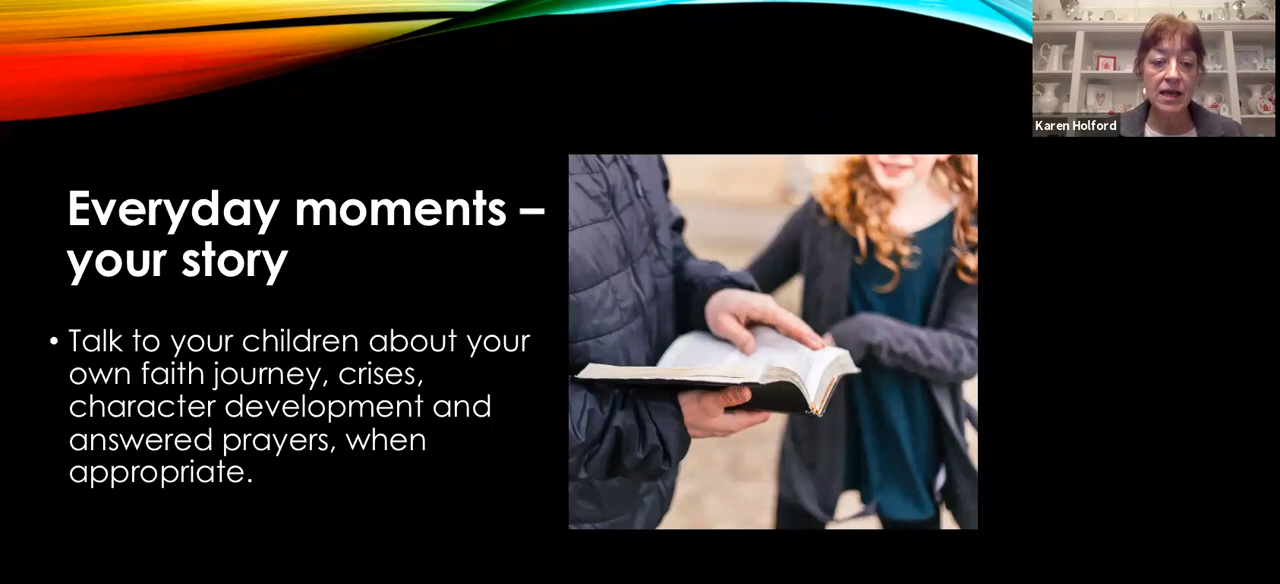 Karen Holford
Everyday moments –
your story
• Talk to your children about your
own faith journey, crises,
character development and
answered prayers, when
appropriate.